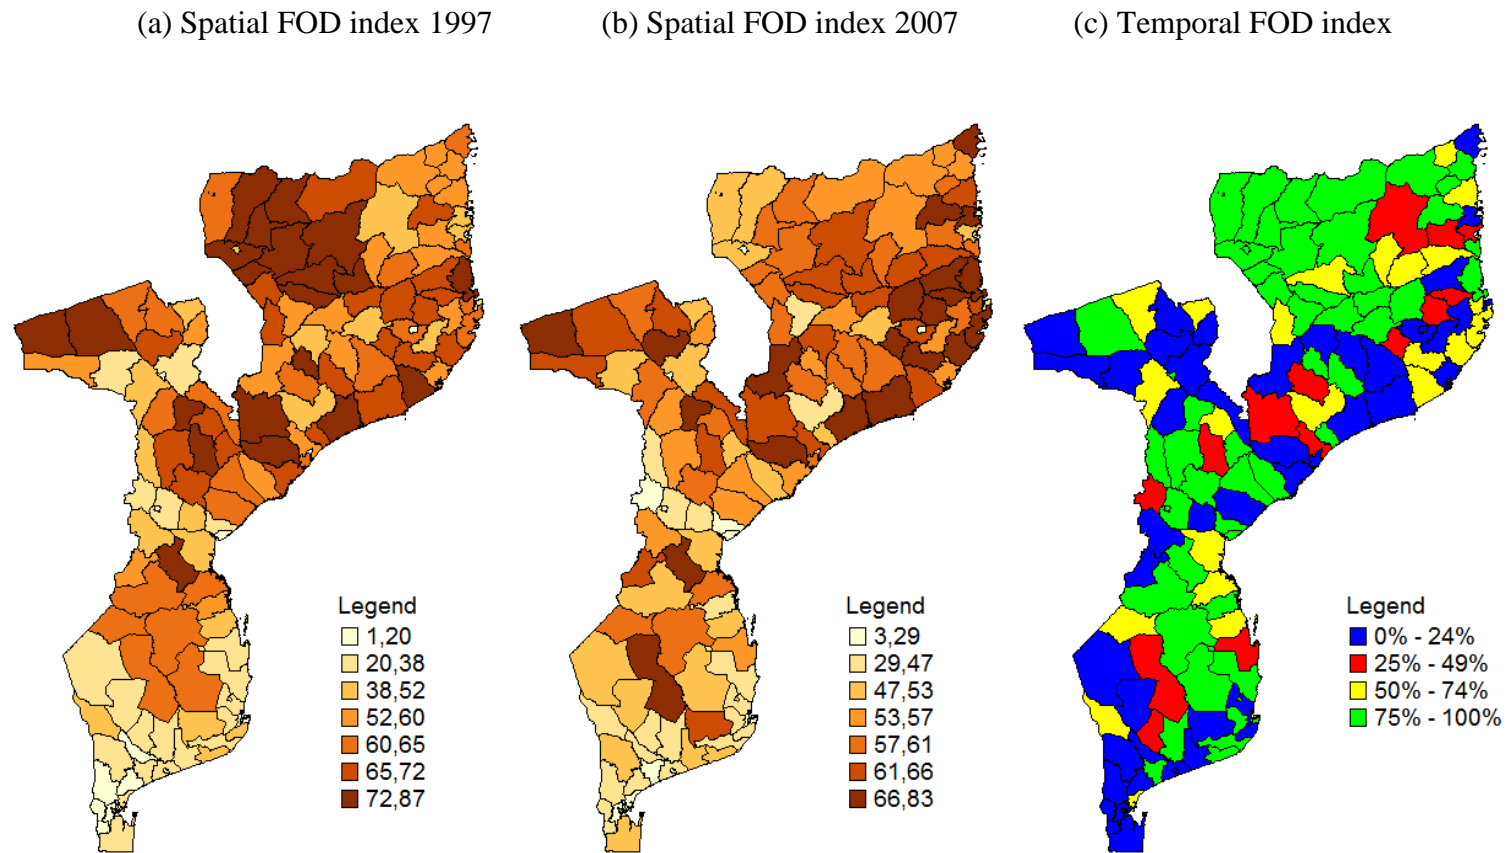 (a) Spatial FOD index 1997
(b) Spatial FOD index 2007
(c) Temporal FOD index
Legend
1,20
20,38
38,52
52,60
60,65
65,72
72,87
Legend
3,29
29,47
47,53
53,57
57,61
61,66
66,83
Legend
0% - 24%
25% - 49%
50% - 74%
75% - 100%